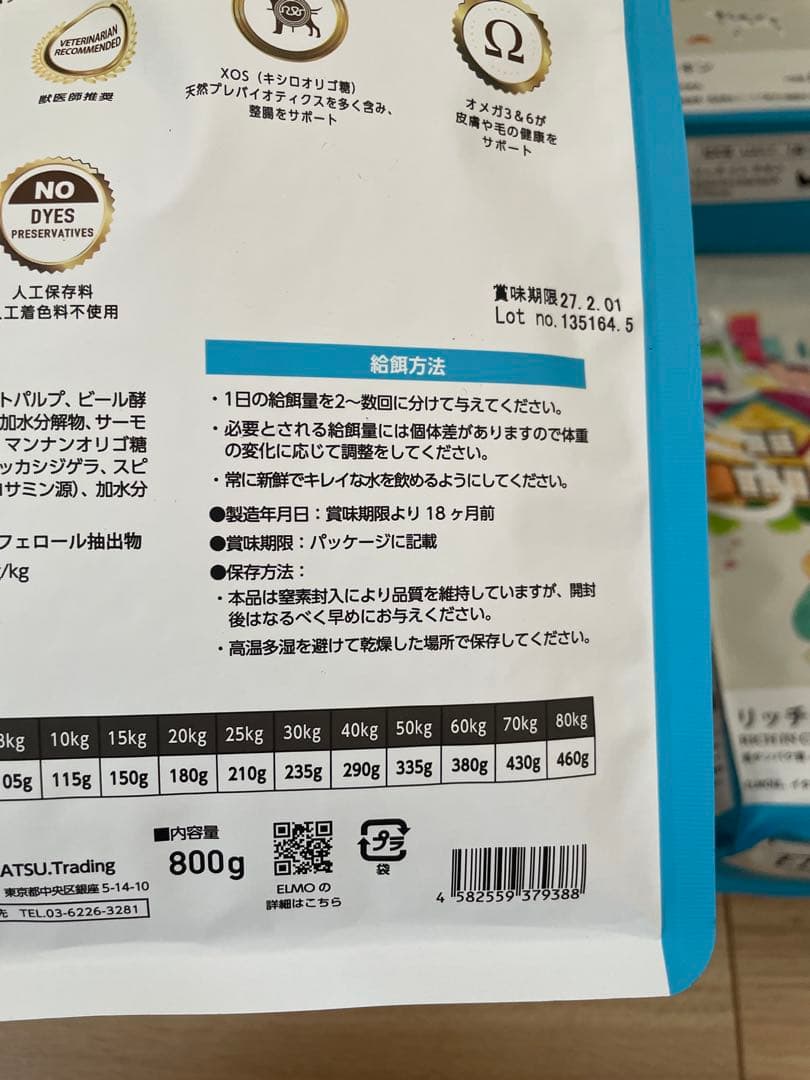 VETERINARIAN
RECOMMENDED
獣医師推奨
XOS（キシロオリゴ糖）
天然プレバイオティクスを多く含み、
整腸をサポート
Ω
オメガ3＆6が
皮膚や毛の健康を
サポート
NO
DYES
PRESERVATIVES
人工保存料
工着色料不使用
賞味期限27.2.01
Lot no.135164.5
トパルプ、ビール酵
加水分解物、サーモ
マンナンオリゴ糖
ッカシジゲラ、スピ
サミン源)、加水分
フェロール抽出物
/kg
給餌方法
・1日の給餌量を2〜数回に分けて与えてください。
・必要とされる給餌量には個体差がありますので体重
の変化に応じて調整をしてください。
・常に新鮮でキレイな水を飲めるようにしてください。
●製造年月日：賞味期限より 18 ヶ月前
●賞味期限：パッケージに記載
●保存方法：
・本品は窒素封入により品質を維持していますが、開封
後はなるべく早めにお与えください。
・高温多湿を避けて乾燥した場所で保存してください。
kg 10kg 15kg 20kg 25kg 30kg 40kg 50kg 60kg 70kg 80kg
05g 115g 150g 180g 210g 235g 290g 335g 380g 430g 460g
ATSU.Trading
東京都中央区銀座 5-14-10
先 TEL.03-6226-3281
■内容量
800g
ELMO の
詳細はこちら
プラ
袋
4 582559 379388
リッチ